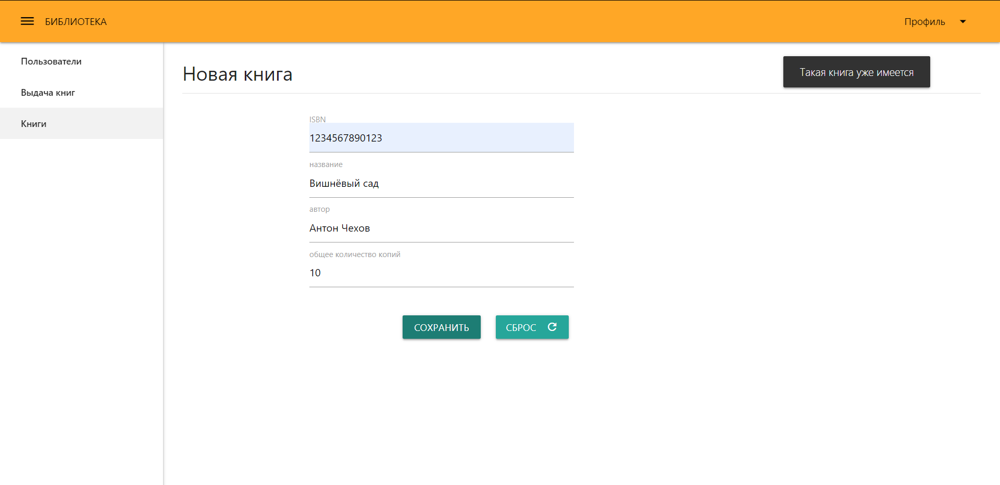 БИБЛИОТЕКА
Профиль
Пользователи
Выдача книг
Книги
Новая книга
Такая книга уже имеется
ISBN
1234567890123
название
Вишнёвый сад
автор
Антон Чехов
общее количество копий
10
СОХРАНИТЬ
СБРОС